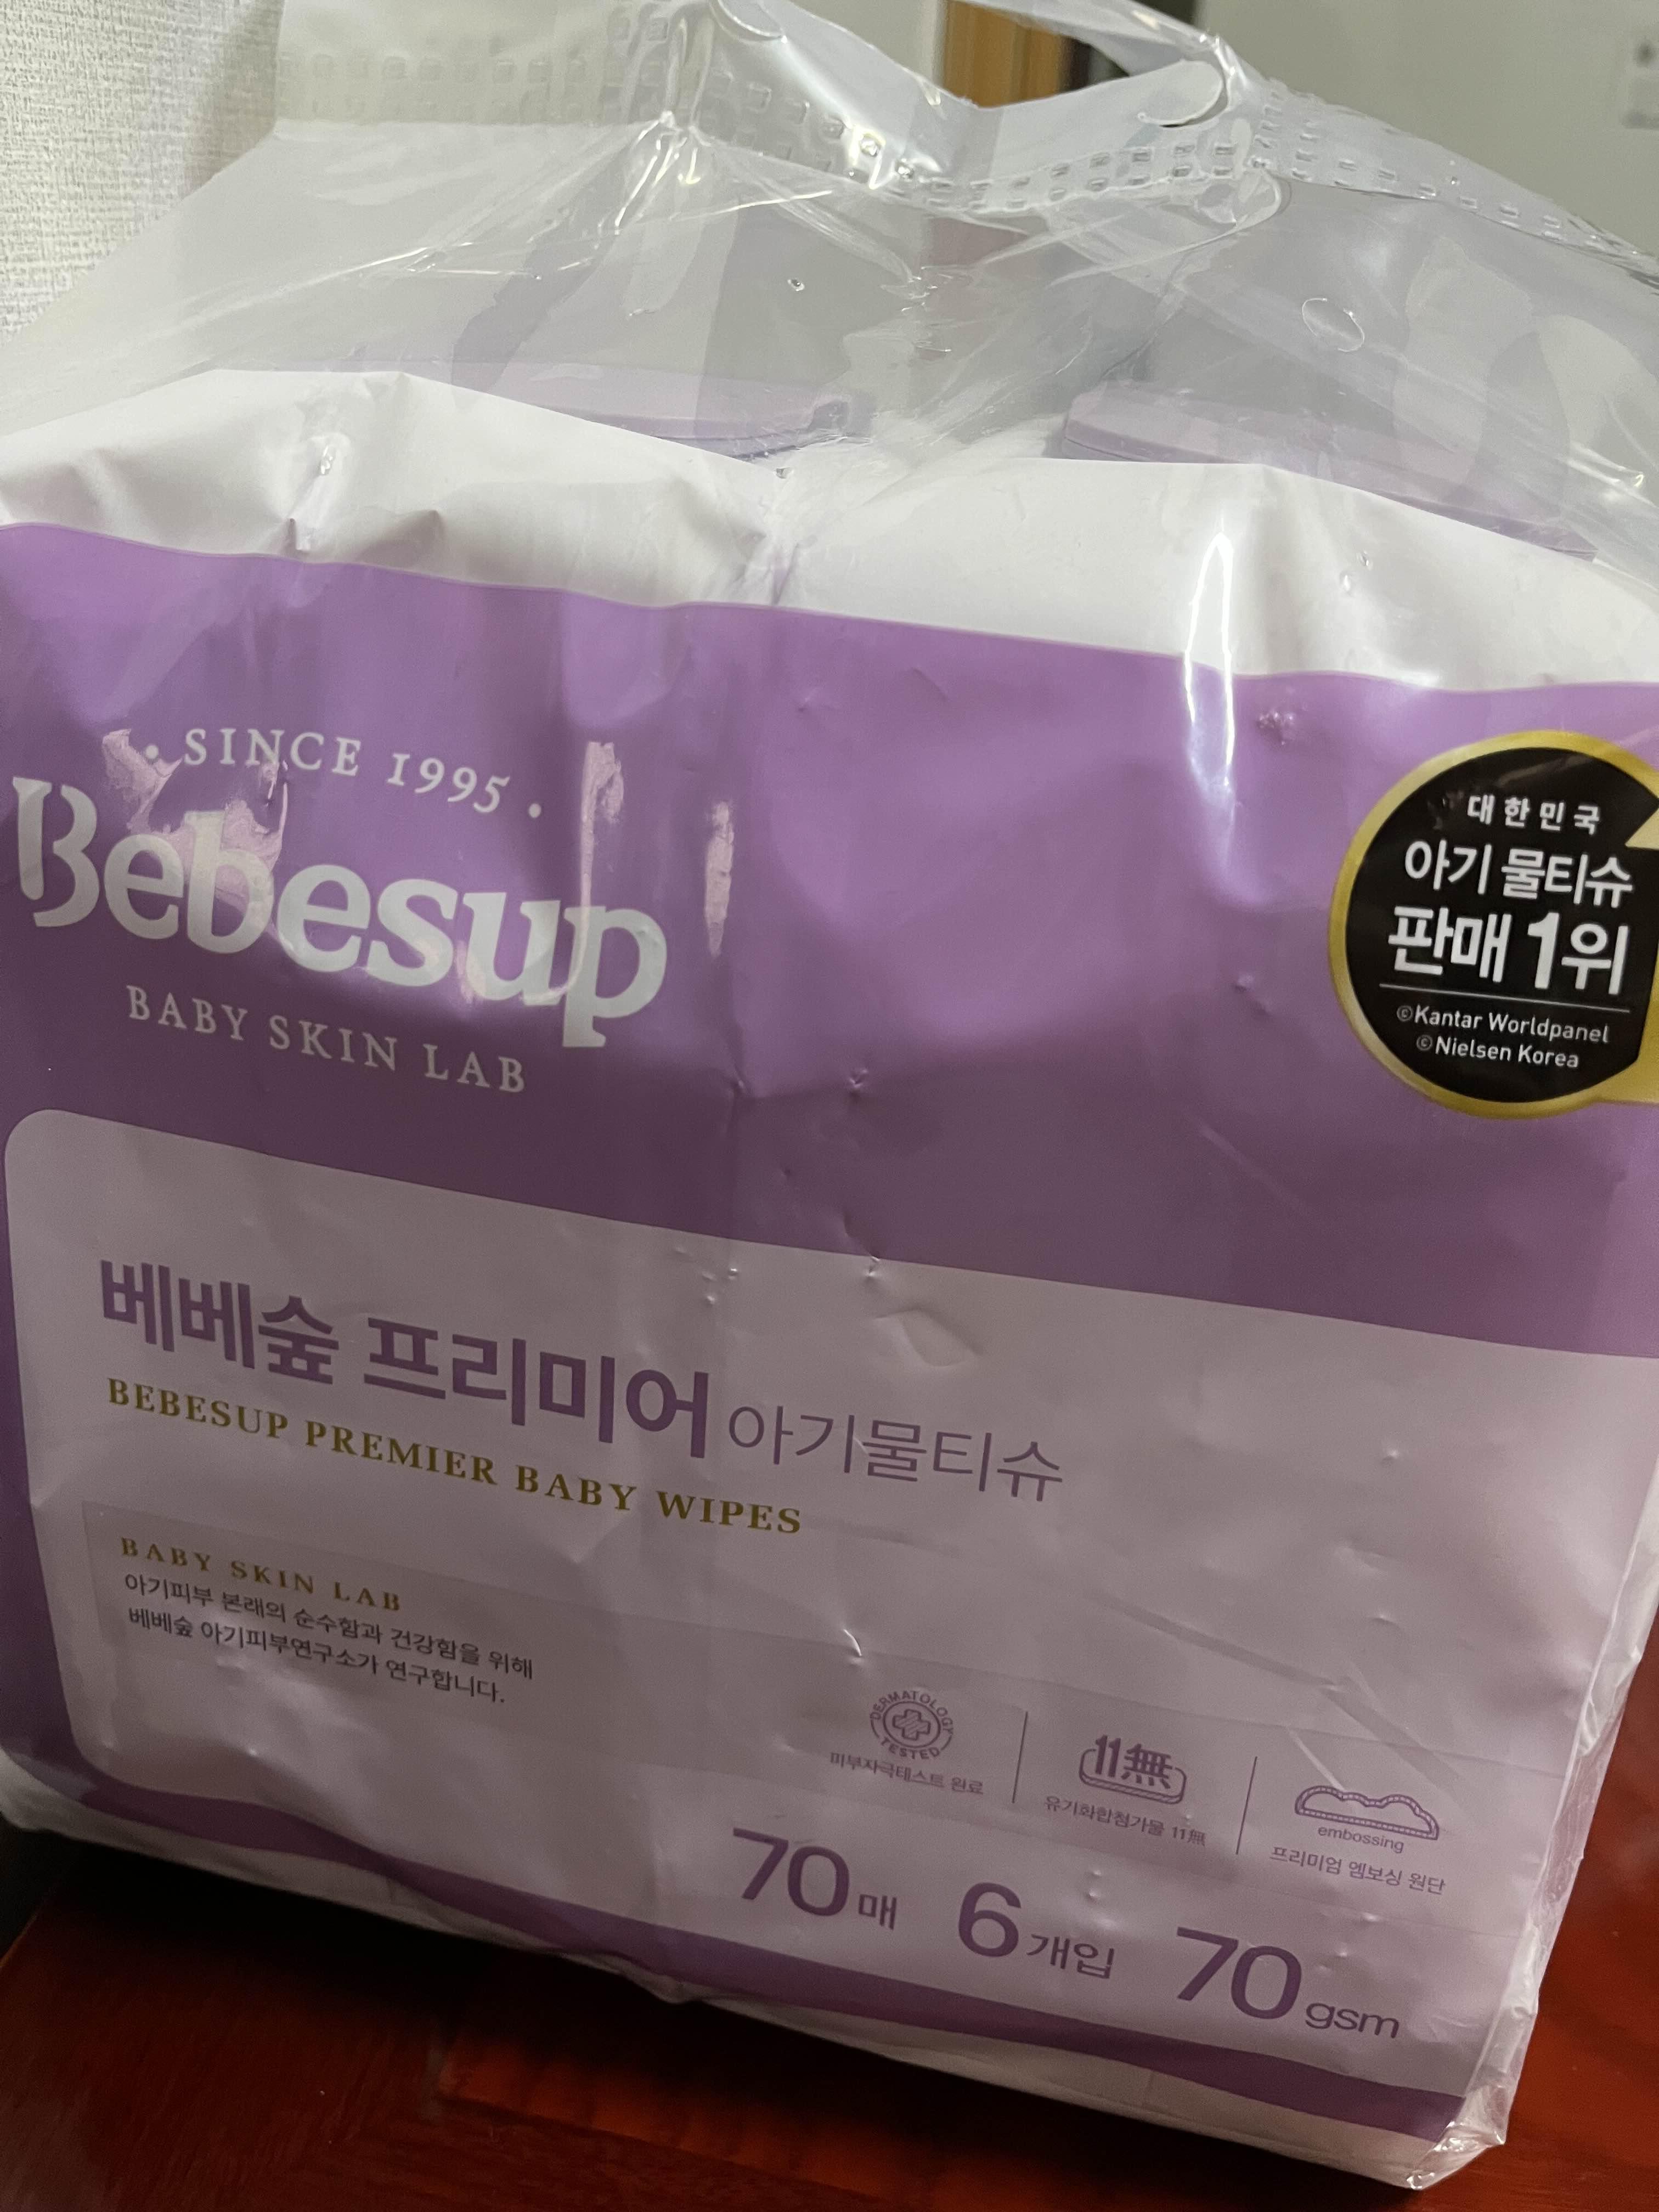 · SINCE 1995 ·
Bebesup
BABY SKIN LAB
대한민국
아기 물티슈
판매 1위
©Kantar Worldpanel
©Nielsen Korea
베베숲 프리미어 아기물티슈
BEBESUP PREMIER BABY WIPES
BABY SKIN LAB
아기피부 본래의 순수함과 건강함을 위해
베베숲 아기피부연구소가 연구합니다.
DERMATOLOGY TESTED
피부자극테스트 완료
11無
유기화합첨가물 11無
embossing
프리미엄 엠보싱 원단
70매 6개입 70gsm